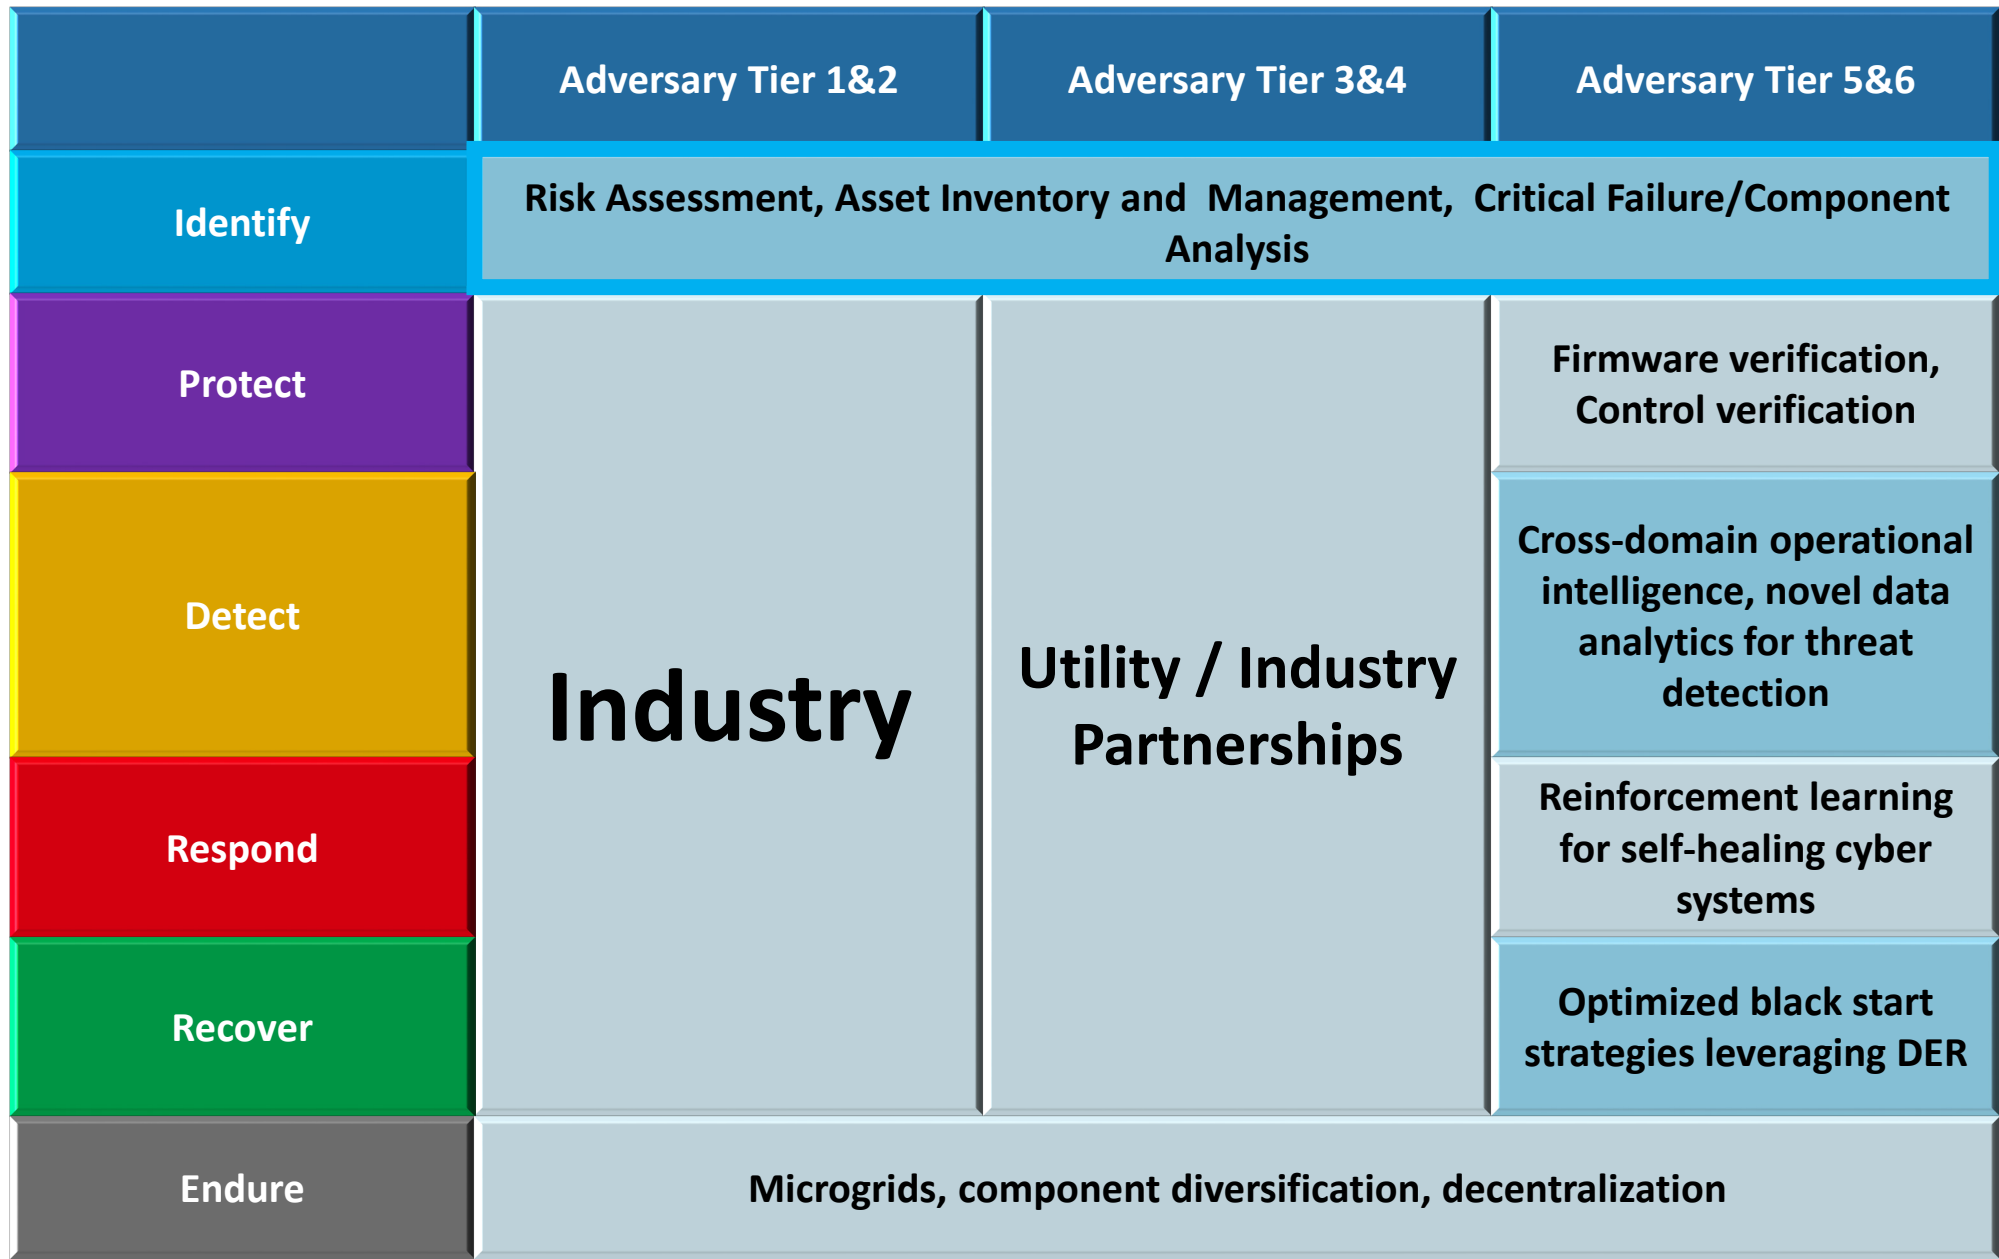 Adversary Tier 1&2
Adversary Tier 3&4
Adversary Tier 5&6
Identify
Risk Assessment, Asset Inventory and  Management,  Critical Failure/Component
Analysis
Protect
Industry
Utility / Industry
Partnerships
Firmware verification,
Control verification
Detect
Cross-domain operational
intelligence, novel data
analytics for threat
detection
Respond
Reinforcement learning
for self-healing cyber
systems
Recover
Optimized black start
strategies leveraging DER
Endure
Microgrids, component diversification, decentralization